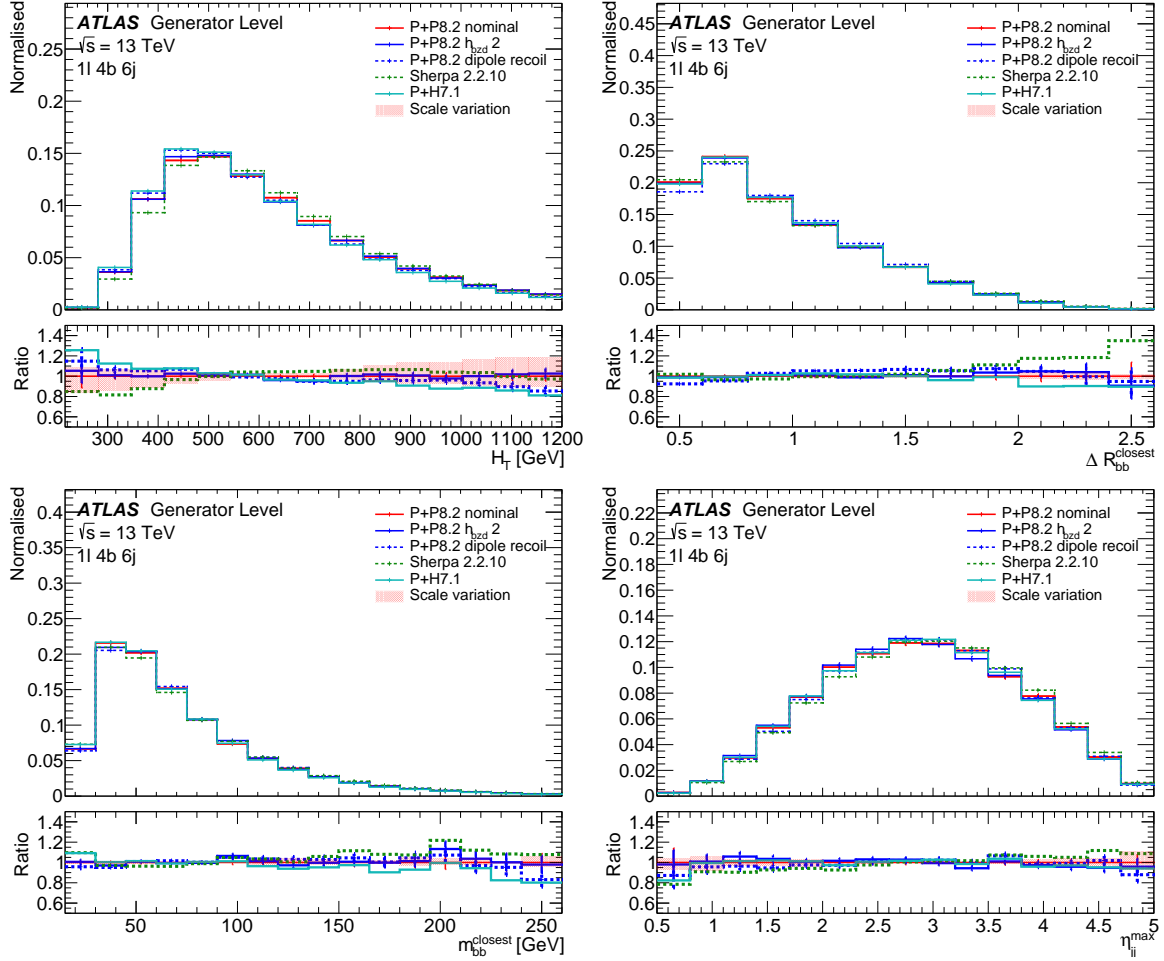 ATLAS Generator Level
√s = 13 TeV
1l 4b 6j
P+P8.2 nominal
P+P8.2 h_bzd 2
P+P8.2 dipole recoil
Sherpa 2.2.10
P+H7.1
Scale variation
Normalised
0.25
0.2
0.15
0.1
0.05
0
Ratio
1.4
1.2
1
0.8
0.6
300 400 500 600 700 800 900 1000 1100 1200
H_T [GeV]
ATLAS Generator Level
√s = 13 TeV
1l 4b 6j
P+P8.2 nominal
P+P8.2 h_bzd 2
P+P8.2 dipole recoil
Sherpa 2.2.10
P+H7.1
Scale variation
Normalised
0.45
0.4
0.35
0.3
0.25
0.2
0.15
0.1
0.05
0
Ratio
1.4
1.2
1
0.8
0.6
0.5 1 1.5 2 2.5
Δ R_bb^closest
ATLAS Generator Level
√s = 13 TeV
1l 4b 6j
P+P8.2 nominal
P+P8.2 h_bzd 2
P+P8.2 dipole recoil
Sherpa 2.2.10
P+H7.1
Scale variation
Normalised
0.4
0.35
0.3
0.25
0.2
0.15
0.1
0.05
0
Ratio
1.4
1.2
1
0.8
0.6
50 100 150 200 250
m_bb^closest [GeV]
ATLAS Generator Level
√s = 13 TeV
1l 4b 6j
P+P8.2 nominal
P+P8.2 h_bzd 2
P+P8.2 dipole recoil
Sherpa 2.2.10
P+H7.1
Scale variation
Normalised
0.22
0.2
0.18
0.16
0.14
0.12
0.1
0.08
0.06
0.04
0.02
0
Ratio
1.4
1.2
1
0.8
0.6
0.5 1 1.5 2 2.5 3 3.5 4 4.5 5
η_jj^max